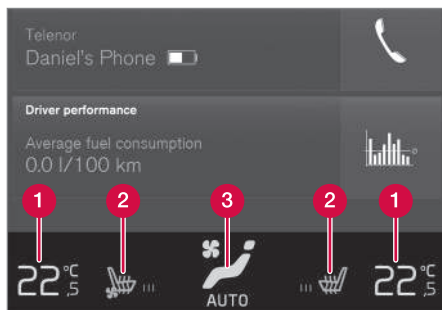 Telenor
Daniel's Phone
Driver performance
Average fuel consumption
0.0 l/100 km
1 2 3 2 1
22,5 °C AUTO 22,5 °C